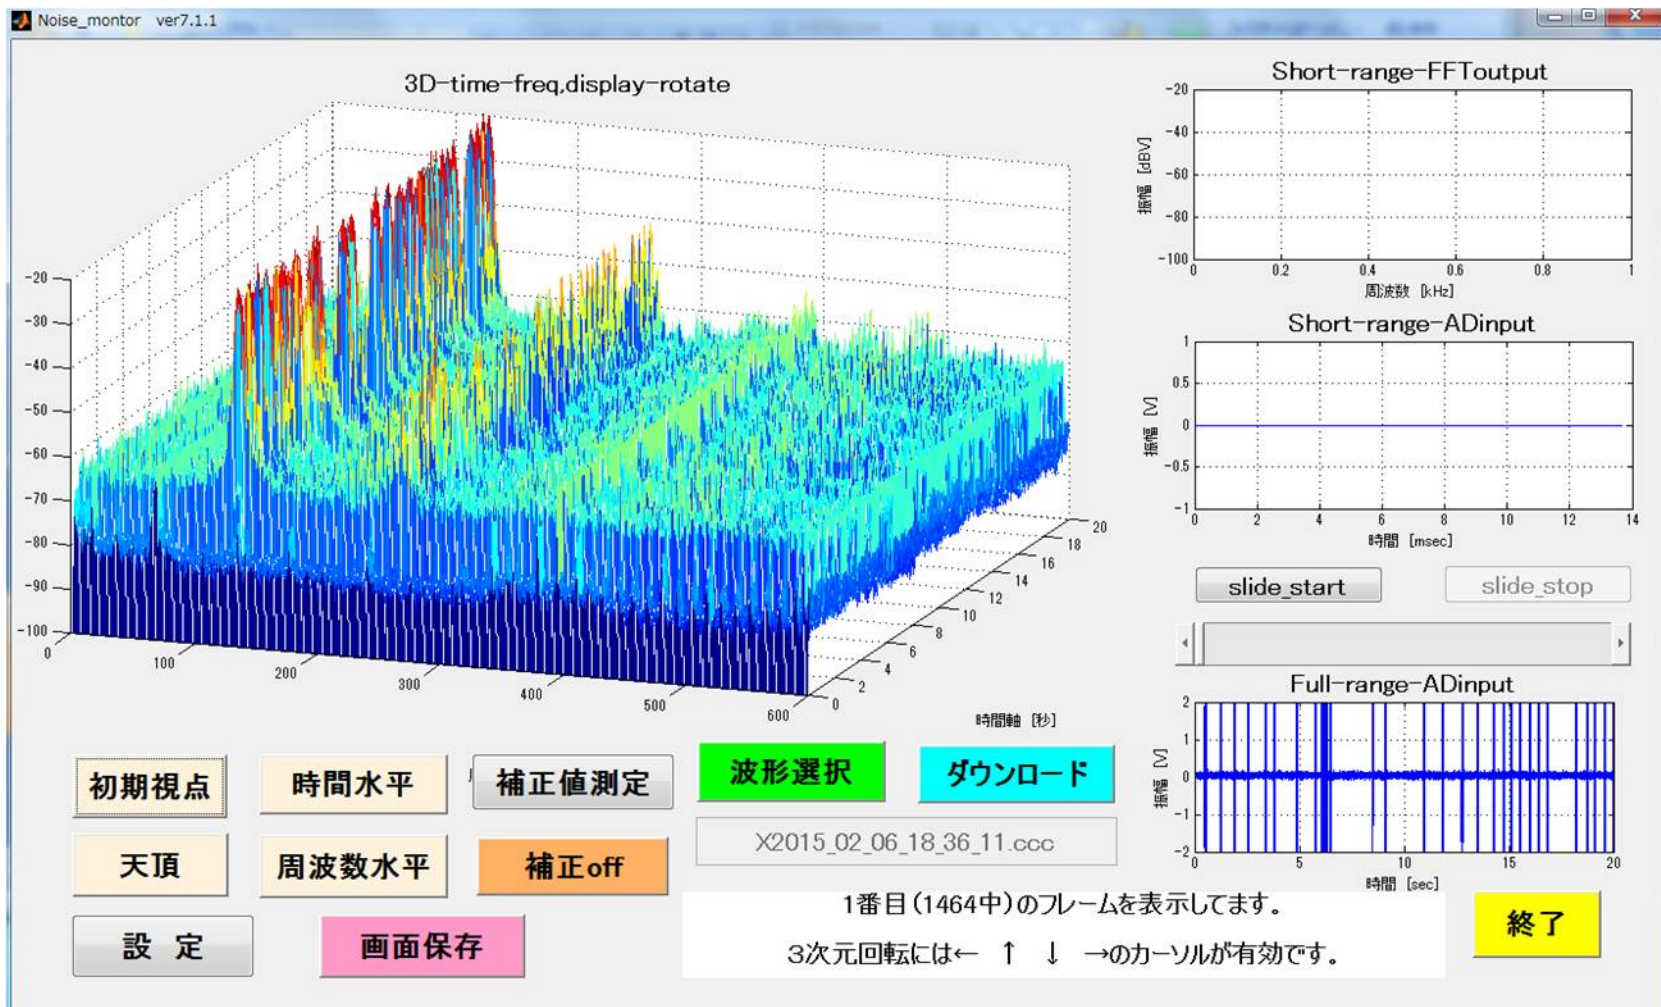 Noise_montor ver7.1.1
3D-time-freq,display-rotate
-20
-30
-40
-50
-60
-70
-80
-90
-100
0
100
200
300
400
500
600
0
2
4
6
8
10
12
14
16
18
20
時間軸 [秒]
Short-range-FFToutput
振幅 [dBV]
-20
-40
-60
-80
-100
0
0.2
0.4
0.6
0.8
1
周波数 [kHz]
Short-range-ADinput
振幅 [V]
1
0.5
0
-0.5
-1
0
2
4
6
8
10
12
14
時間 [msec]
slide_start
slide_stop
Full-range-ADinput
振幅 [V]
2
1
0
-1
-2
0
5
10
15
20
時間 [sec]
初期視点
時間水平
補正値測定
波形選択
ダウンロード
天頂
周波数水平
補正off
X2015_02_06_18_36_11.ccc
設 定
画面保存
1番目(1464中)のフレームを表示してます。
3次元回転には← ↑ ↓ →のカーソルが有効です。
終了